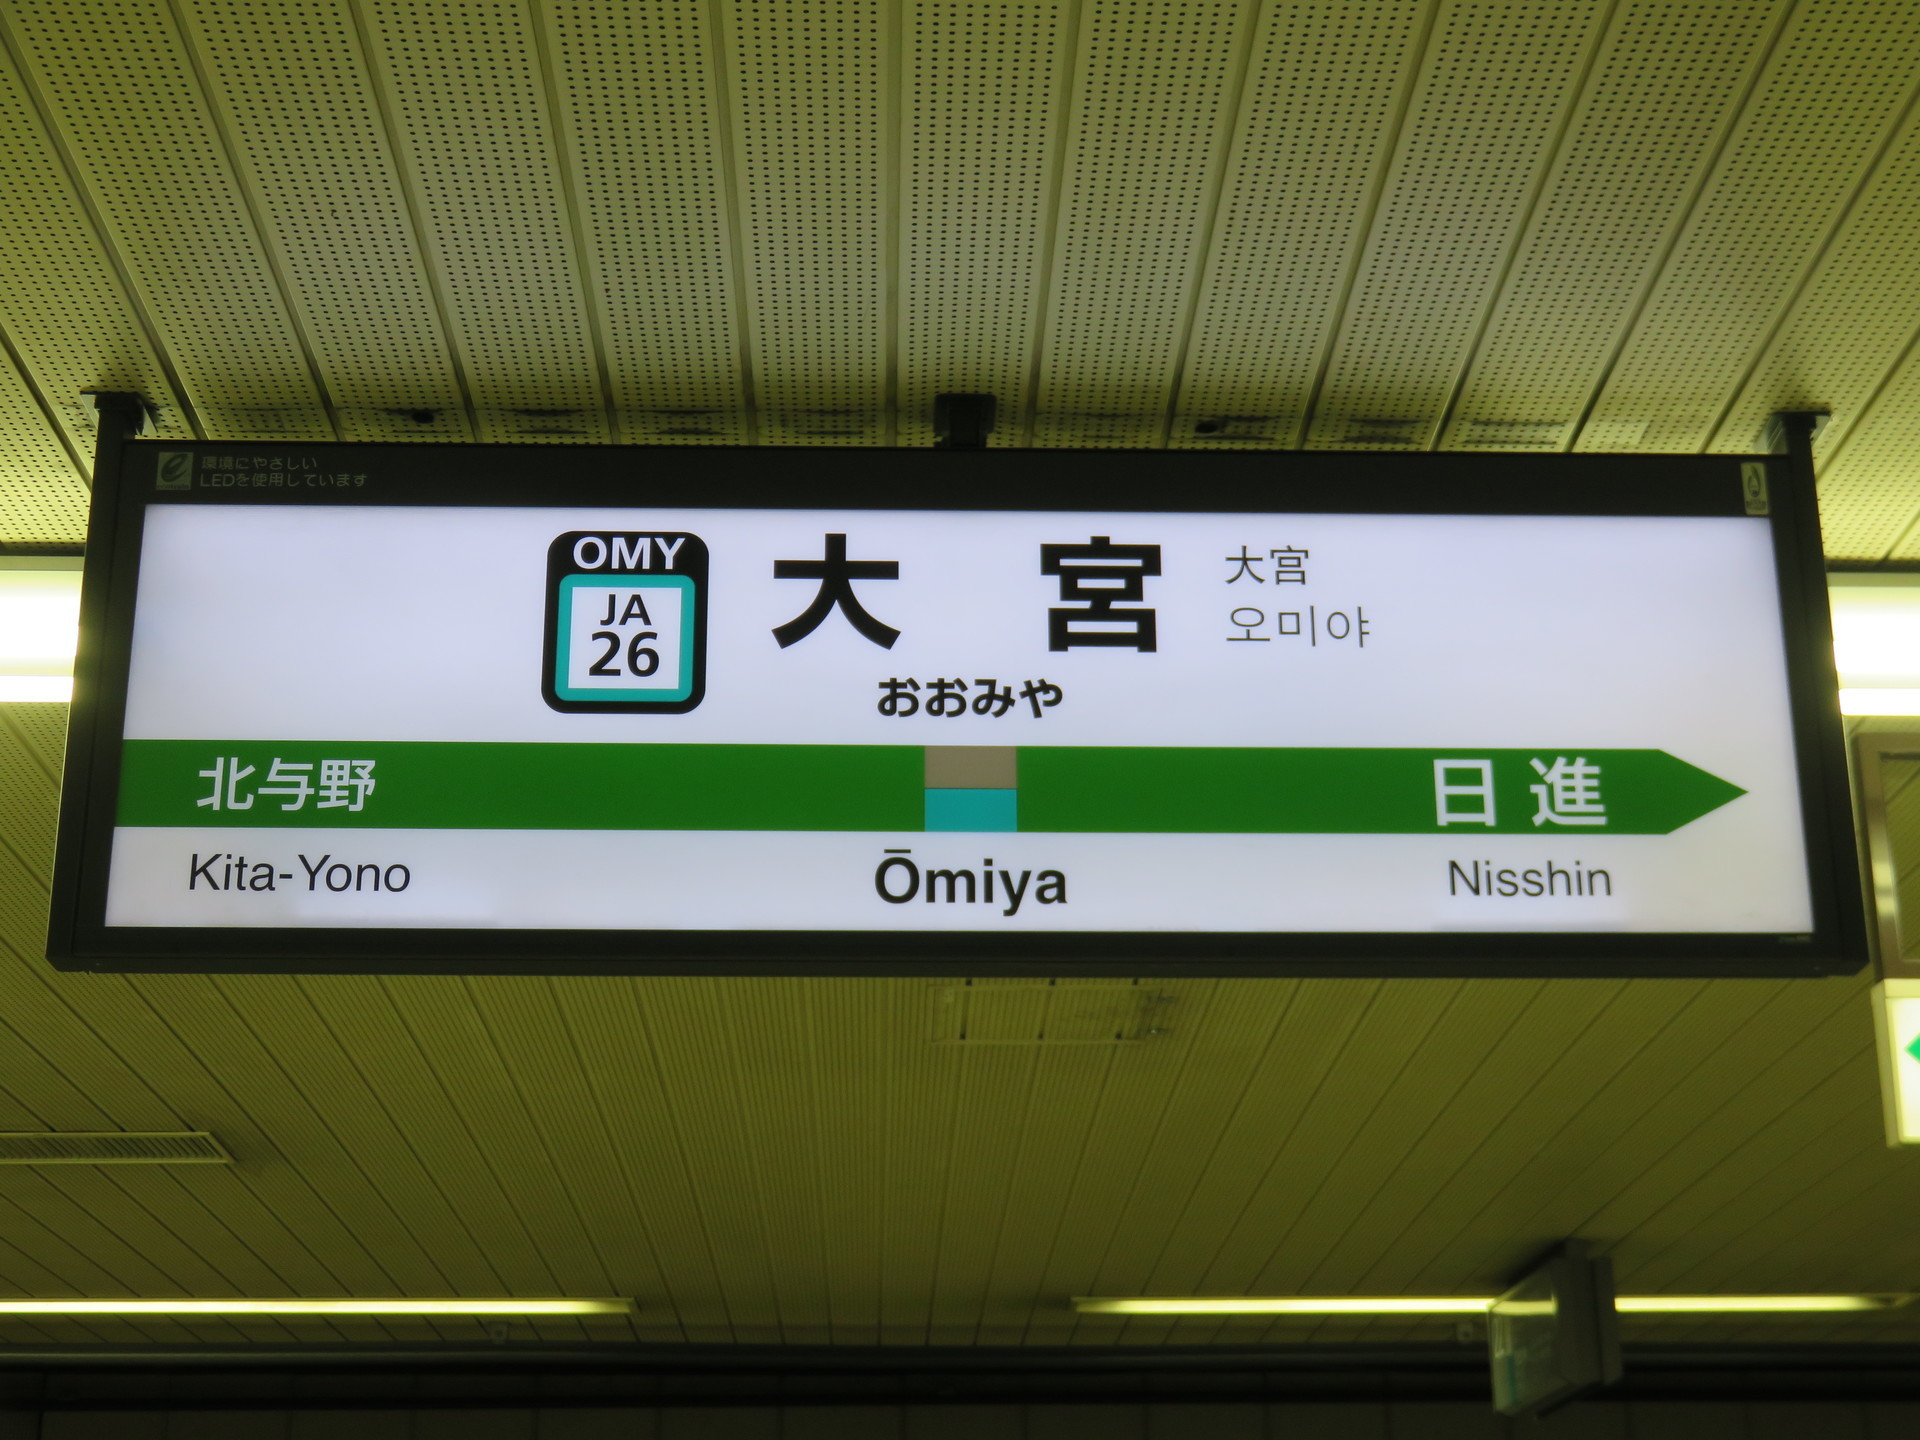 環境にやさしい
LEDを使用しています
OMY
JA
26
大宮
大宮
오미야
おおみや
北与野
日進
Kita-Yono
Ōmiya
Nisshin